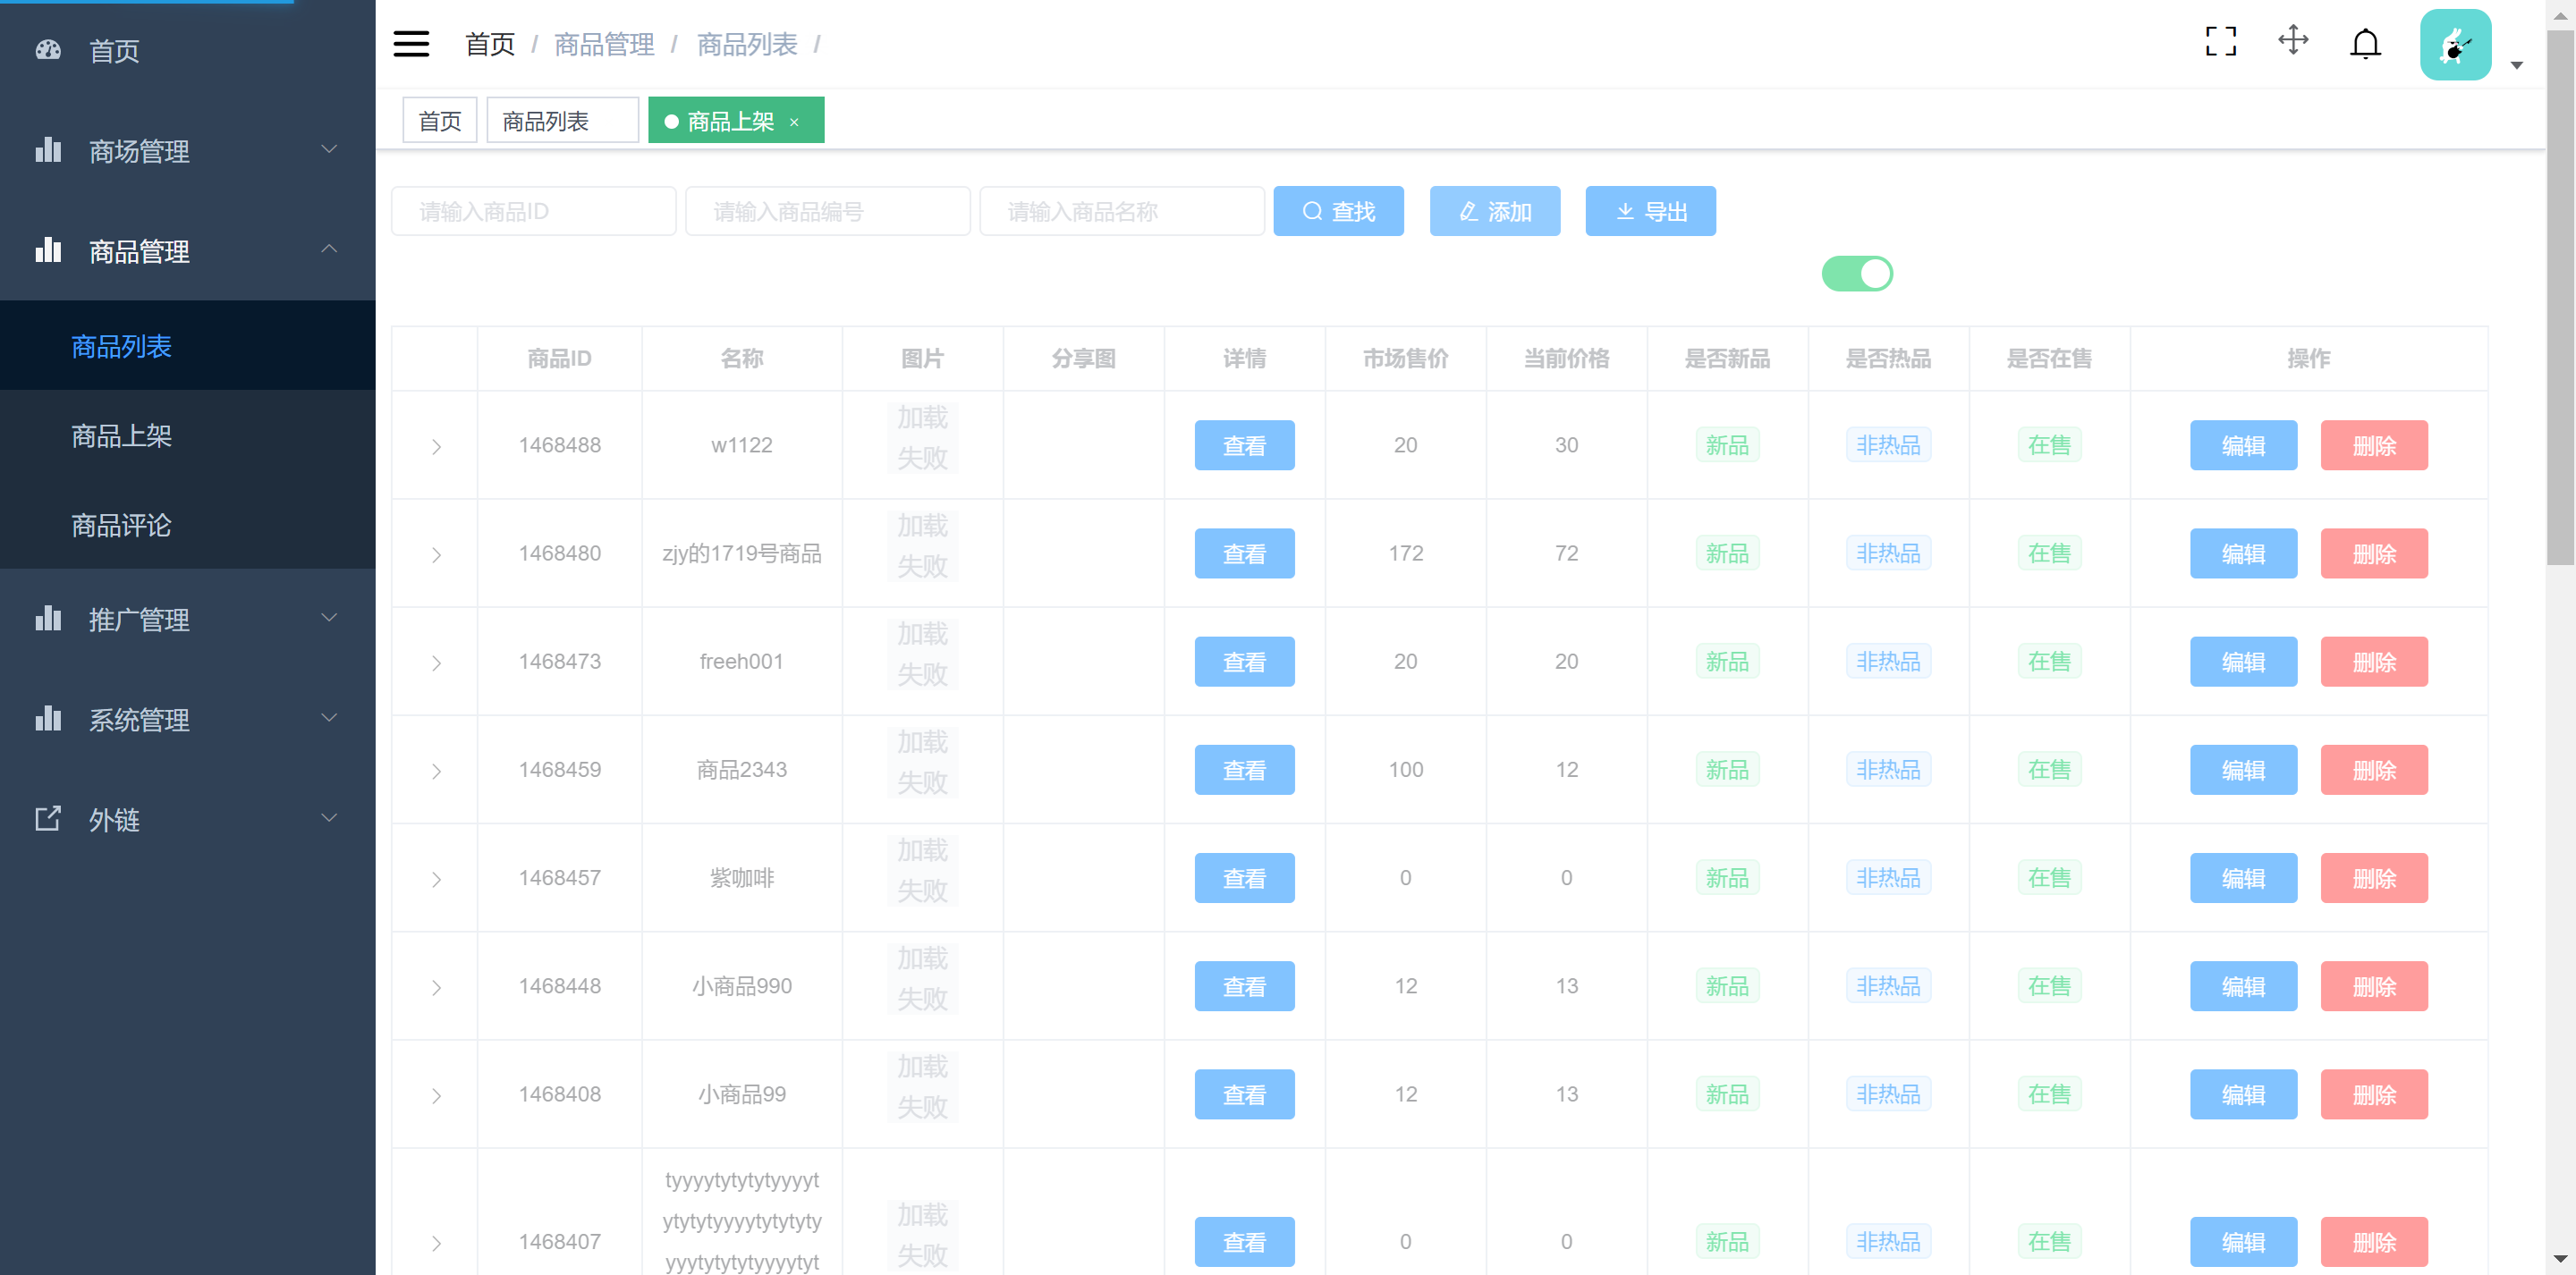 首页
商场管理
商品管理
商品列表
商品上架
商品评论
推广管理
系统管理
外链
首页 / 商品管理 / 商品列表 /
首页 商品列表 商品上架 ×
请输入商品ID 请输入商品编号 请输入商品名称 查找 添加 导出
商品ID 名称 图片 分享图 详情 市场售价 当前价格 是否新品 是否热品 是否在售 操作
1468488 w1122 加载失败 查看 20 30 新品 非热品 在售 编辑 删除
1468480 zjy的1719号商品 加载失败 查看 172 72 新品 非热品 在售 编辑 删除
1468473 freeh001 加载失败 查看 20 20 新品 非热品 在售 编辑 删除
1468459 商品2343 加载失败 查看 100 12 新品 非热品 在售 编辑 删除
1468457 紫咖啡 加载失败 查看 0 0 新品 非热品 在售 编辑 删除
1468448 小商品990 加载失败 查看 12 13 新品 非热品 在售 编辑 删除
1468408 小商品99 加载失败 查看 12 13 新品 非热品 在售 编辑 删除
tyyyytytytytyyyyt
ytytytyyyytytytyty
yyytytytytyyyytyt
1468407 加载失败 查看 0 0 新品 非热品 在售 编辑 删除